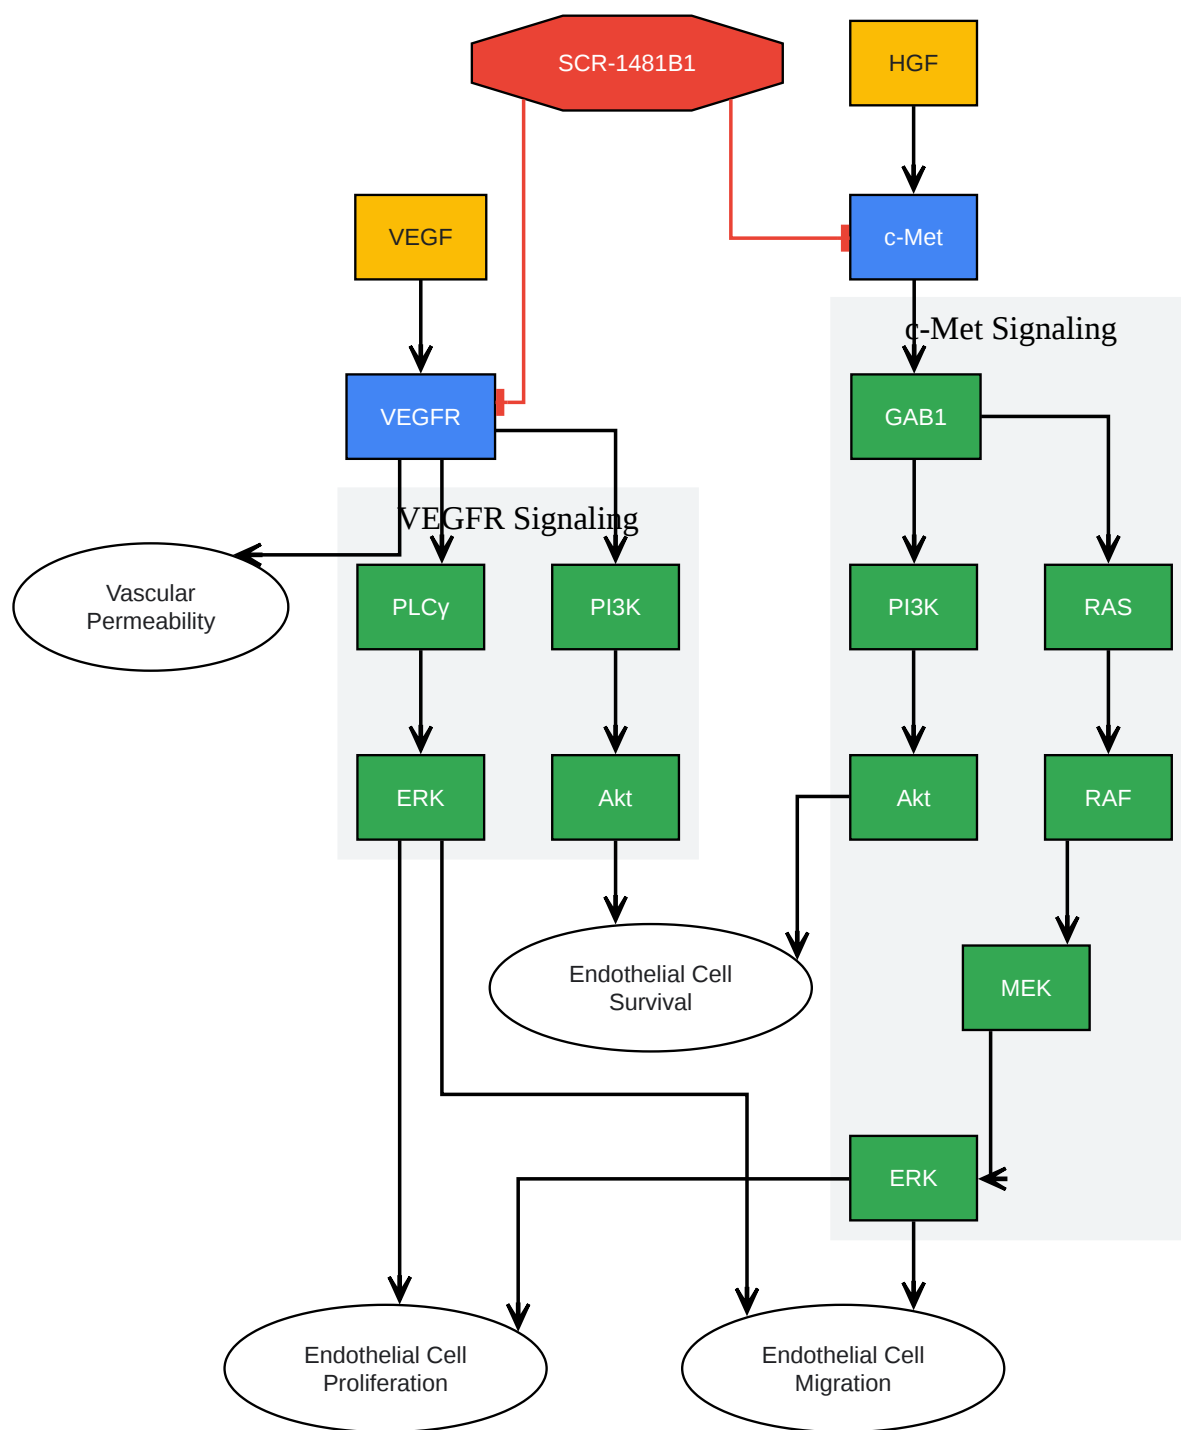 SCR-1481B1
HGF
VEGF
c-Met
c-Met Signaling
VEGFR
GAB1
VEGFR Signaling
Vascular
Permeability
PLCγ
PI3K
PI3K
RAS
ERK
Akt
Akt
RAF
Endothelial Cell
Survival
MEK
ERK
Endothelial Cell
Proliferation
Endothelial Cell
Migration